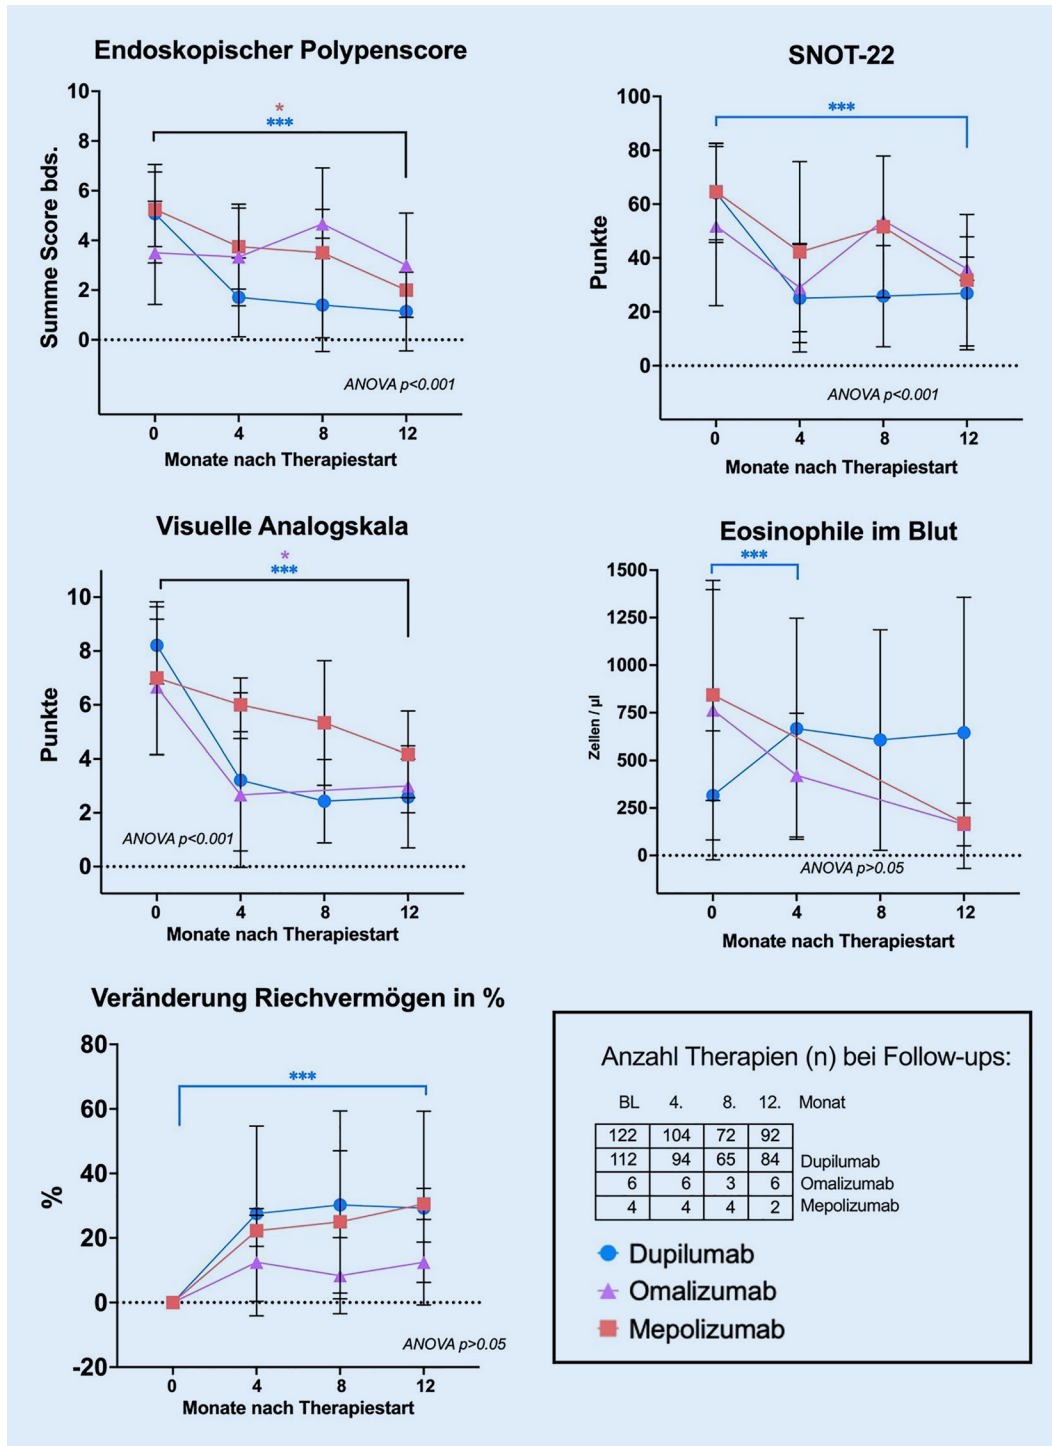 Endoskopischer Polypenscore
*
***
Summe Score bds.
10
8
6
4
2
0
ANOVA p<0.001
0 4 8 12
Monate nach Therapiestart
SNOT-22
***
Punkte
100
80
60
40
20
0
ANOVA p<0.001
0 4 8 12
Monate nach Therapiestart
Visuelle Analogskala
*
***
Punkte
10
8
6
4
2
0
ANOVA p<0.001
0 4 8 12
Monate nach Therapiestart
Eosinophile im Blut
***
Zellen / µl
1500
1250
1000
750
500
250
0
ANOVA p>0.05
0 4 8 12
Monate nach Therapiestart
Veränderung Riechvermögen in %
***
%
80
60
40
20
0
-20
ANOVA p>0.05
0 4 8 12
Monate nach Therapiestart
Anzahl Therapien (n) bei Follow-ups:
BL 4. 8. 12. Monat
122 104 72 92
112 94 65 84 Dupilumab
6 6 3 6 Omalizumab
4 4 4 2 Mepolizumab
Dupilumab
Omalizumab
Mepolizumab